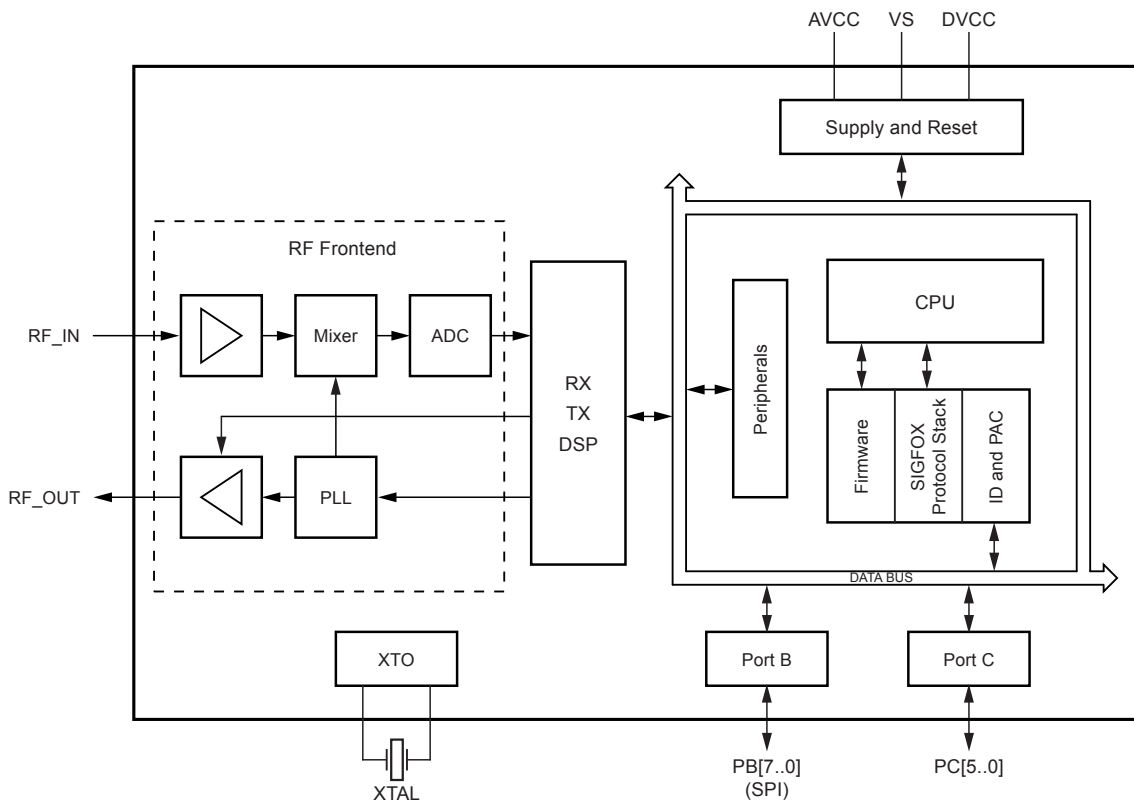 AVCC
VS
DVCC
Supply and Reset
RF Frontend
RF_IN
Mixer
ADC
RX
TX
DSP
Peripherals
CPU
Firmware
SIGFOX
Protocol Stack
ID and PAC
RF_OUT
PLL
DATA BUS
XTO
Port B
Port C
XTAL
PB[7..0]
(SPI)
PC[5..0]